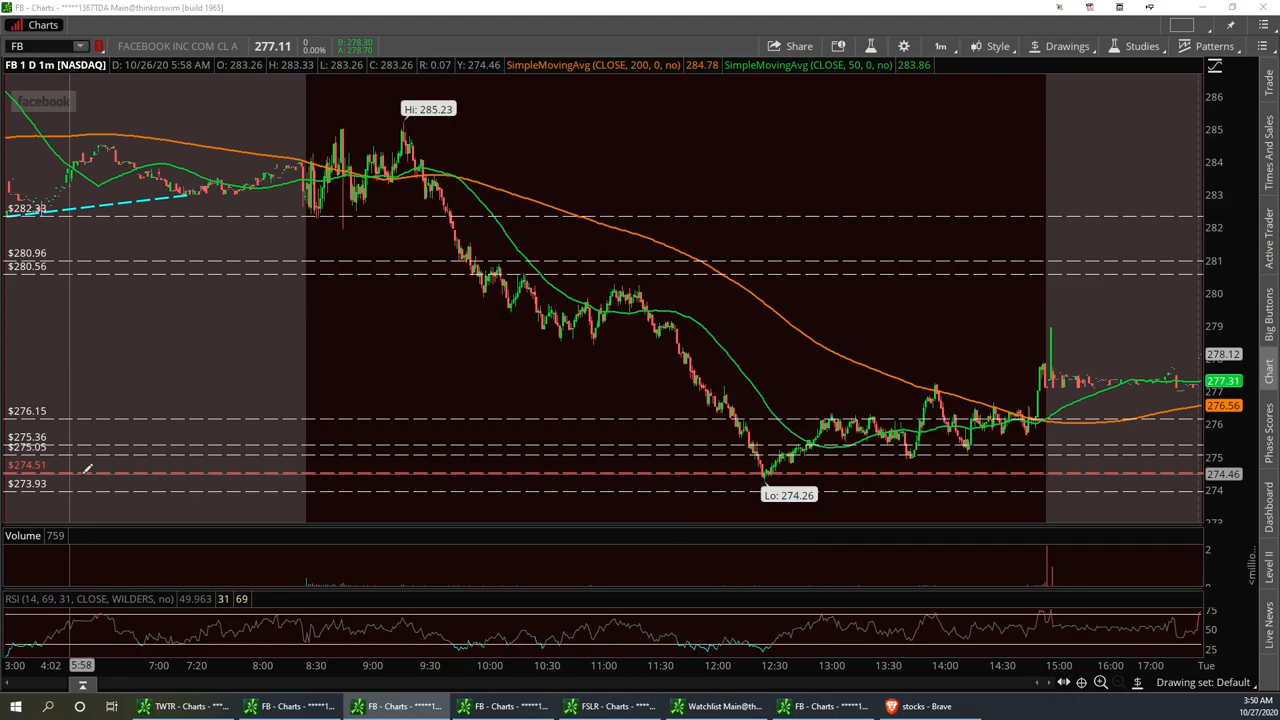 FB - Charts - *****1367TDA Main@thinkorswim [build 1965]
Charts
FB 1 FACEBOOK INC COM CL A 277.11 0 0.00% B: 278.30 A: 278.70 Share 1m Style Drawings Studies Patterns
FB 1 D 1m [NASDAQ] D: 10/26/20 5:58 AM O: 283.26 H: 283.33 L: 283.26 C: 283.26 R: 0.07 Y: 274.46 SimpleMovingAvg (CLOSE, 200, 0, no) 284.78 SimpleMovingAvg (CLOSE, 50, 0, no) 283.86
facebook
Hi: 285.23
$282.33
$280.96
$280.56
$276.15
$275.36
$275.05
$274.51
$273.93
Lo: 274.26
286
285
284
283
282
281
280
279
278.12
277.31
277
276.56
276
275
274.46
274
273
Volume 759
2
0
<millio...
RSI (14, 69, 31, CLOSE, WILDERS, no) 49.963 31 69
75
50
25
3:00 4:02 5:58 7:00 7:20 8:00 8:30 9:00 9:30 10:00 10:30 11:00 11:30 12:00 12:30 13:00 13:30 14:00 14:30 15:00 16:00 17:00 Tue
Drawing set: Default
Trade
Times And Sales
Active Trader
Big Buttons
Chart
Phase Scores
Dashboard
Level II
Live News
TWTR - Charts - ***...
FB - Charts - *****1...
FB - Charts - *****1...
FB - Charts - *****1...
FSLR - Charts - ****...
Watchlist Main@th...
FB - Charts - *****1...
stocks - Brave
3:50 AM
10/27/2020